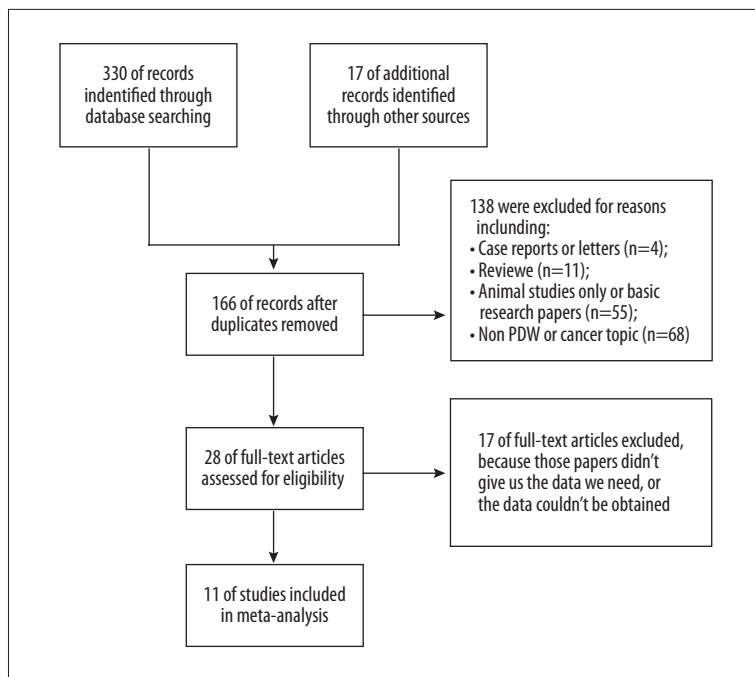 330 of records
indentified through
database searching
17 of additional
records identified
through other sources
138 were excluded for reasons
inclunding:
• Case reports or letters (n=4);
• Reviewe (n=11);
• Animal studies only or basic
research papers (n=55);
• Non PDW or cancer topic (n=68)
166 of records after
duplicates removed
28 of full-text articles
assessed for eligibility
17 of full-text articles excluded,
because those papers didn't
give us the data we need, or
the data couldn't be obtained
11 of studies included
in meta-analysis